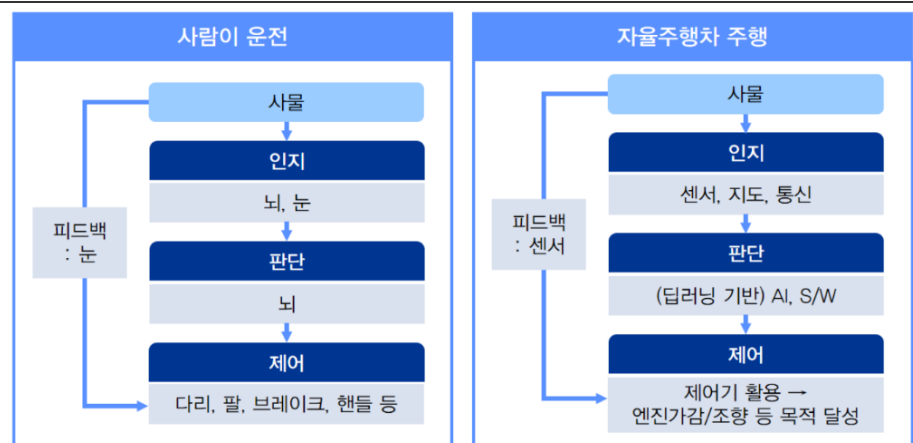 사람이 운전
사물
인지
뇌, 눈
피드백
: 눈
판단
뇌
제어
다리, 팔, 브레이크, 핸들 등
자율주행차 주행
사물
인지
센서, 지도, 통신
피드백
: 센서
판단
(딥러닝 기반) AI, S/W
제어
제어기 활용 →
엔진가감/조향 등 목적 달성